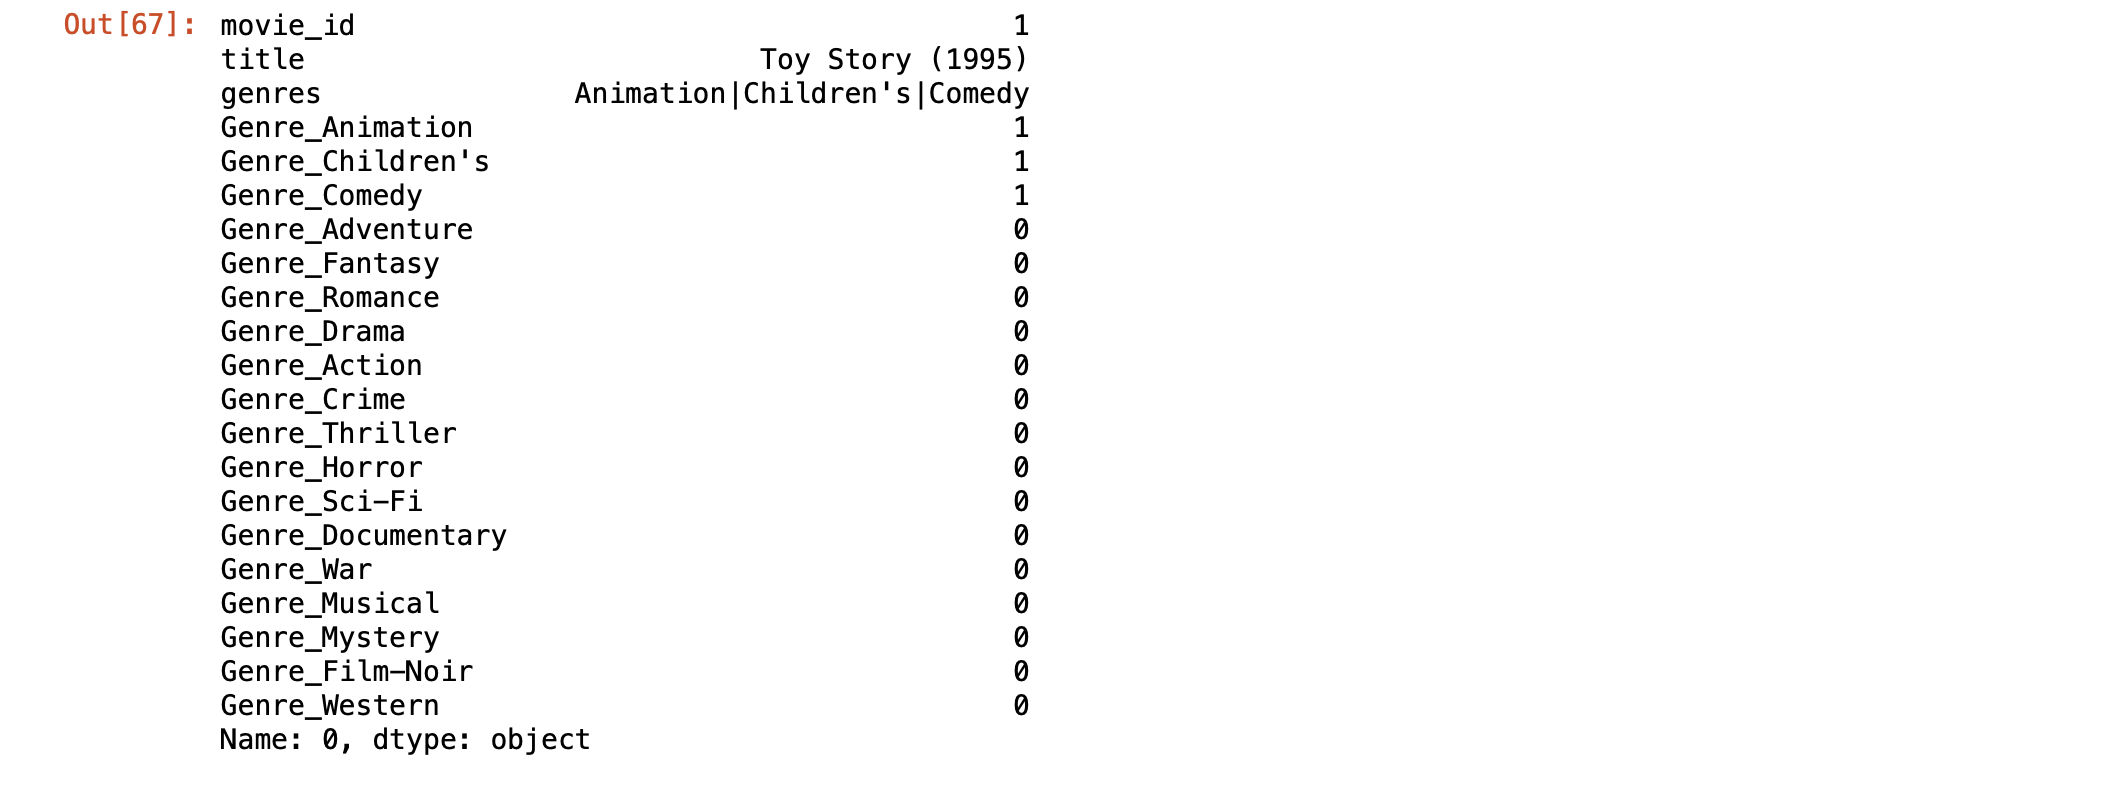 Out[67]: movie_id 1
title Toy Story (1995)
genres Animation|Children's|Comedy
Genre_Animation 1
Genre_Children's 1
Genre_Comedy 1
Genre_Adventure 0
Genre_Fantasy 0
Genre_Romance 0
Genre_Drama 0
Genre_Action 0
Genre_Crime 0
Genre_Thriller 0
Genre_Horror 0
Genre_Sci-Fi 0
Genre_Documentary 0
Genre_War 0
Genre_Musical 0
Genre_Mystery 0
Genre_Film-Noir 0
Genre_Western 0
Name: 0, dtype: object